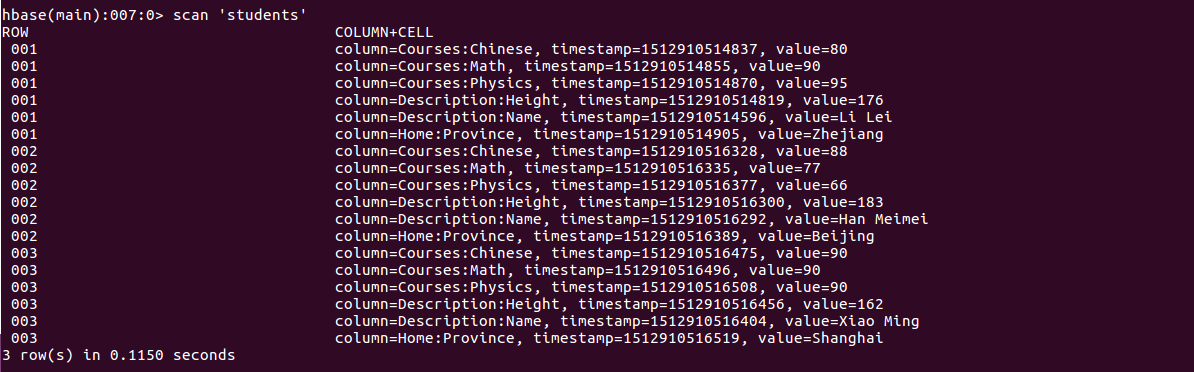 hbase(main):007:0> scan 'students'
ROW COLUMN+CELL
001 column=Courses:Chinese, timestamp=1512910514837, value=80
001 column=Courses:Math, timestamp=1512910514855, value=90
001 column=Courses:Physics, timestamp=1512910514870, value=95
001 column=Description:Height, timestamp=1512910514819, value=176
001 column=Description:Name, timestamp=1512910514596, value=Li Lei
001 column=Home:Province, timestamp=1512910514905, value=Zhejiang
002 column=Courses:Chinese, timestamp=1512910516328, value=88
002 column=Courses:Math, timestamp=1512910516335, value=77
002 column=Courses:Physics, timestamp=1512910516377, value=66
002 column=Description:Height, timestamp=1512910516300, value=183
002 column=Description:Name, timestamp=1512910516292, value=Han Meimei
002 column=Home:Province, timestamp=1512910516389, value=Beijing
003 column=Courses:Chinese, timestamp=1512910516475, value=90
003 column=Courses:Math, timestamp=1512910516496, value=90
003 column=Courses:Physics, timestamp=1512910516508, value=90
003 column=Description:Height, timestamp=1512910516456, value=162
003 column=Description:Name, timestamp=1512910516404, value=Xiao Ming
003 column=Home:Province, timestamp=1512910516519, value=Shanghai
3 row(s) in 0.1150 seconds